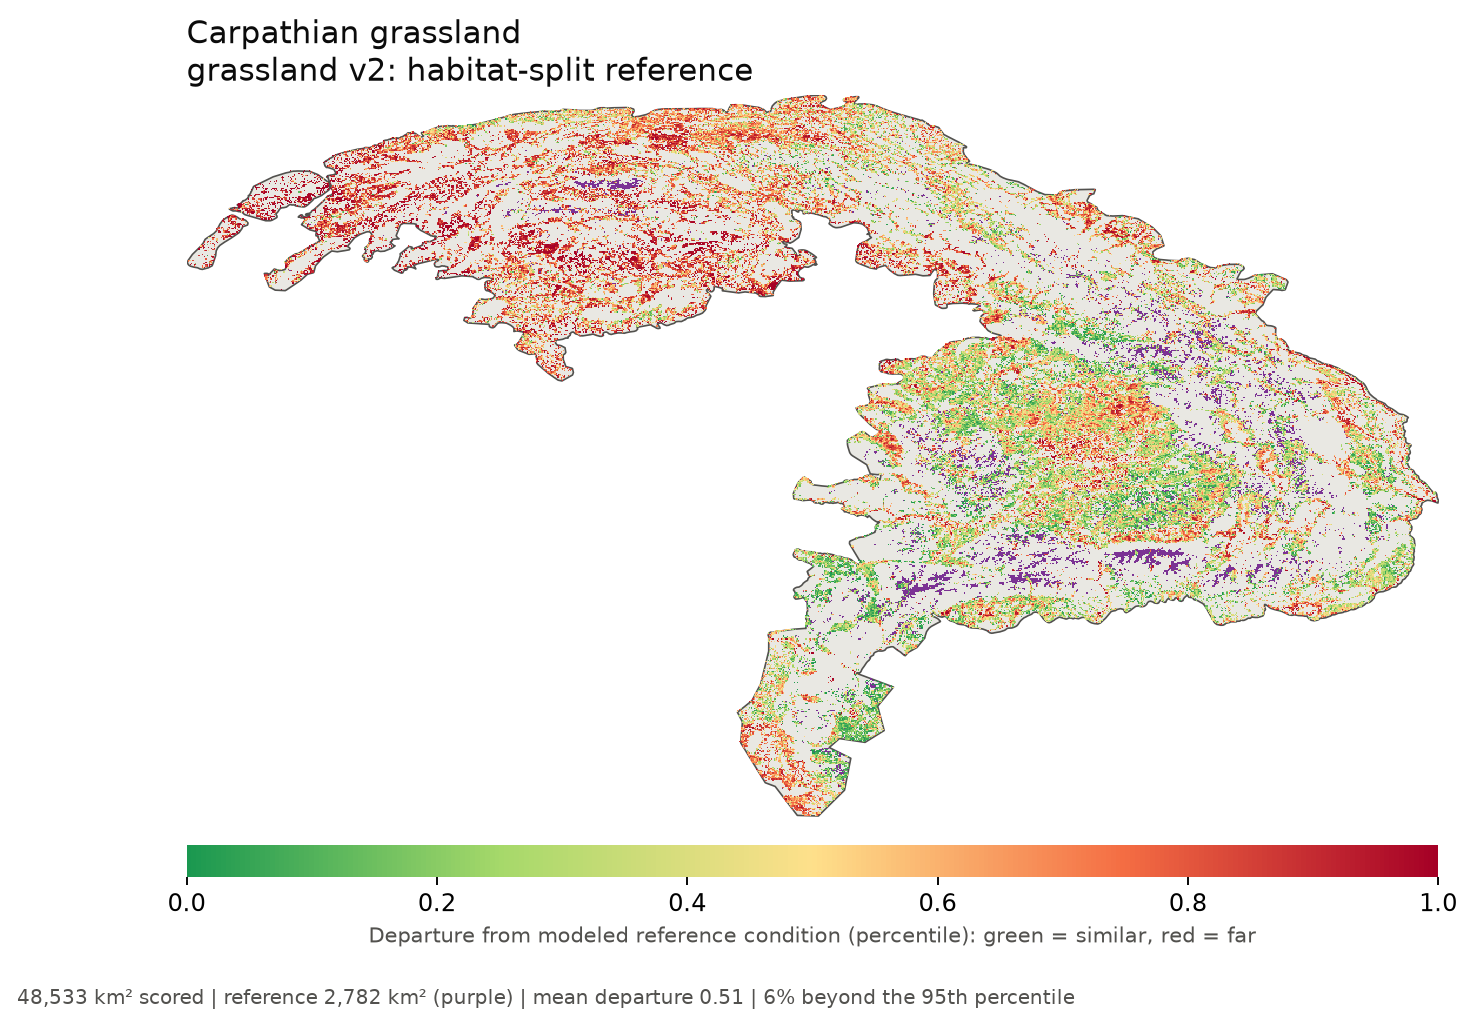 Carpathian grassland
grassland v2: habitat-split reference
0.0 0.2 0.4 0.6 0.8 1.0
Departure from modeled reference condition (percentile): green = similar, red = far
48,533 km² scored | reference 2,782 km² (purple) | mean departure 0.51 | 6% beyond the 95th percentile